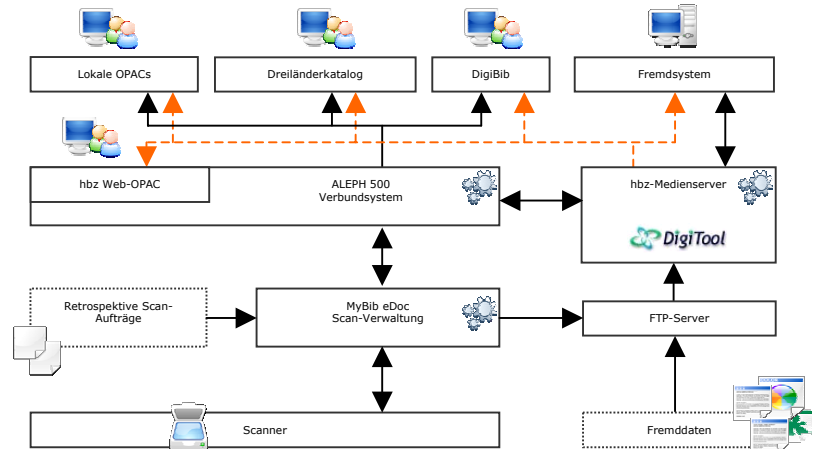 Lokale OPACs
Dreiländerkatalog
DigiBib
Fremdsystem
hbz Web-OPAC
ALEPH 500
Verbundsystem
hbz-Medienserver
DigiTool
Retrospektive Scan-
Aufträge
MyBib eDoc
Scan-Verwaltung
FTP-Server
Scanner
Fremddaten